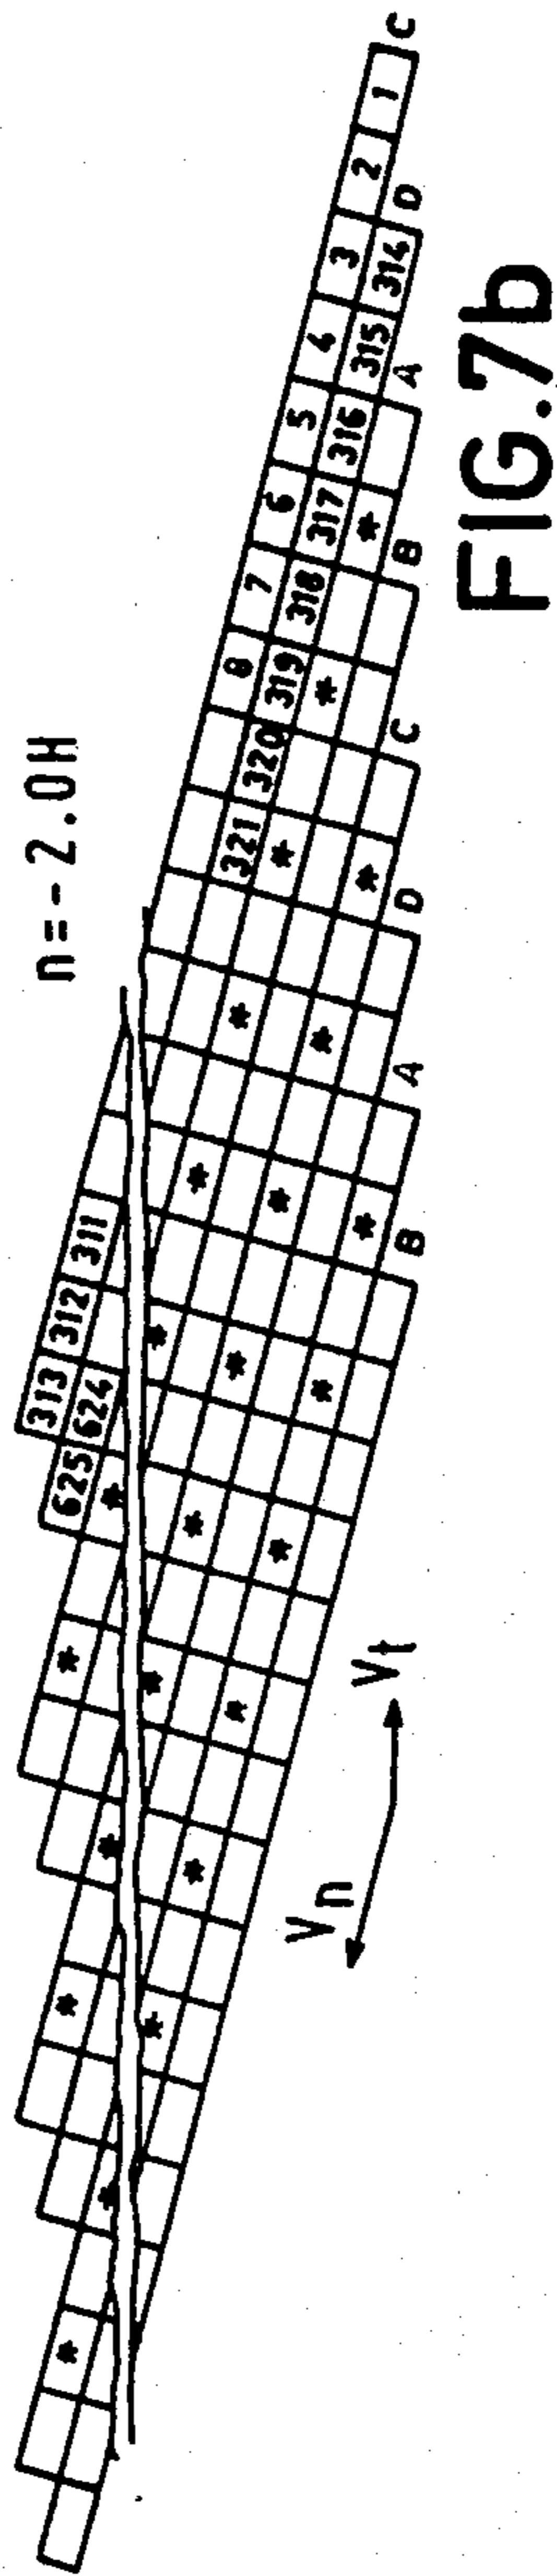 n=-2.0H
313 312 311
625 624
8 7 6 5 4 3 2 1
321 320 319 318 317 316 315 314
* * * * * * * * * * * * * * * * * * * * * * * * *
B A D C B A D C
Vn Vt
FIG.7b